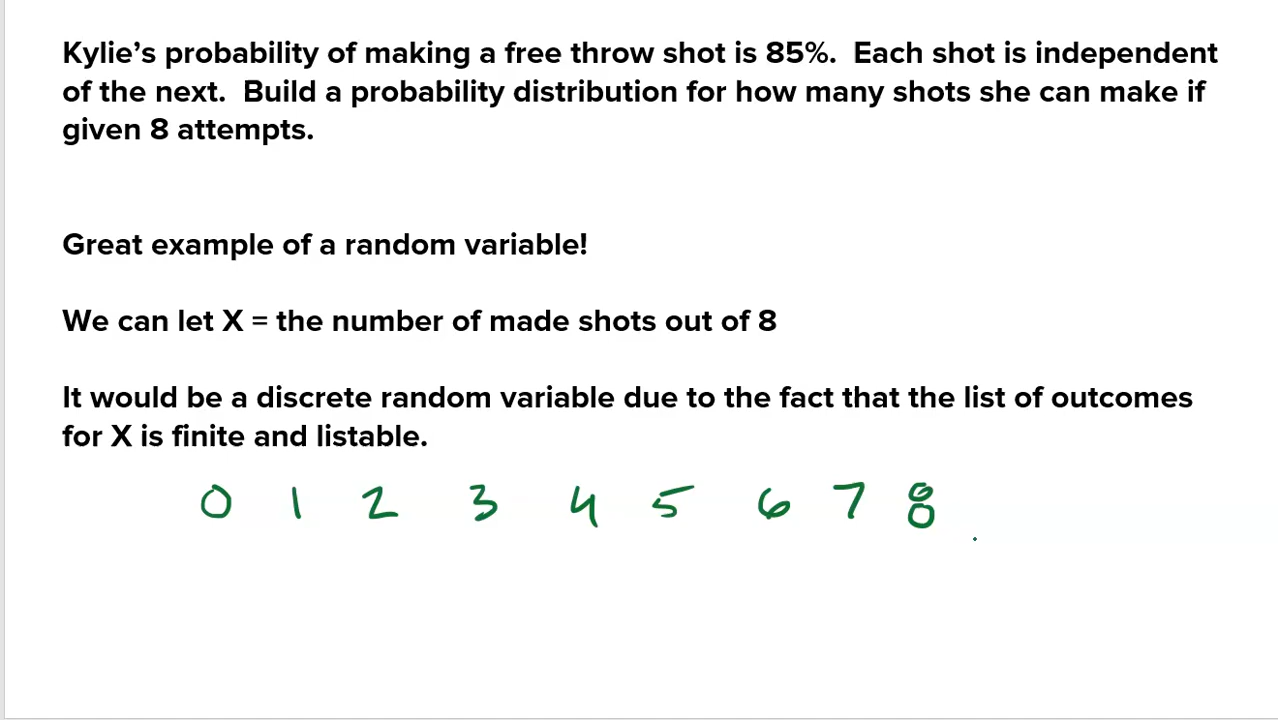 Kylie’s probability of making a free throw shot is 85%.  Each shot is independent
of the next.  Build a probability distribution for how many shots she can make if
given 8 attempts.
Great example of a random variable!
We can let X = the number of made shots out of 8
It would be a discrete random variable due to the fact that the list of outcomes
for X is finite and listable.
0 1 2 3 4 5 6 7 8